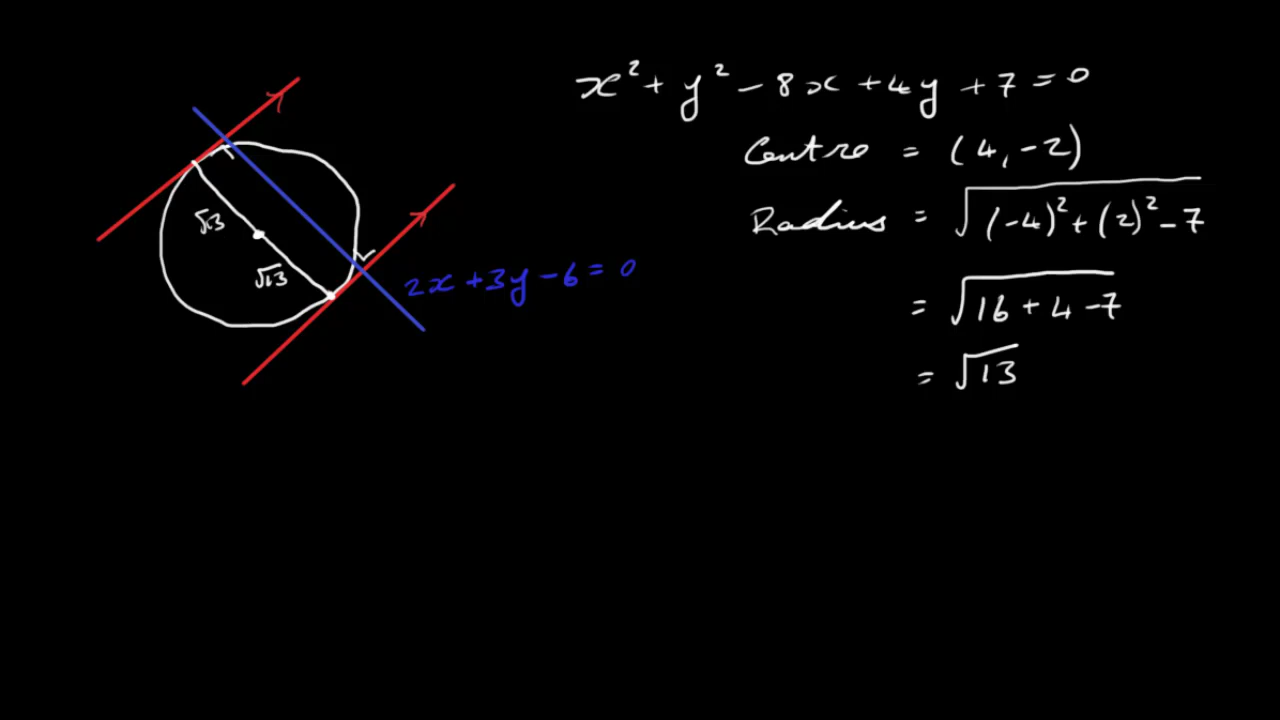 x² + y² − 8x + 4y + 7 = 0
Centre = (4, −2)
Radius = √((−4)² + (2)² − 7)
= √(16 + 4 − 7)
= √13
√13
√13
2x + 3y − 6 = 0